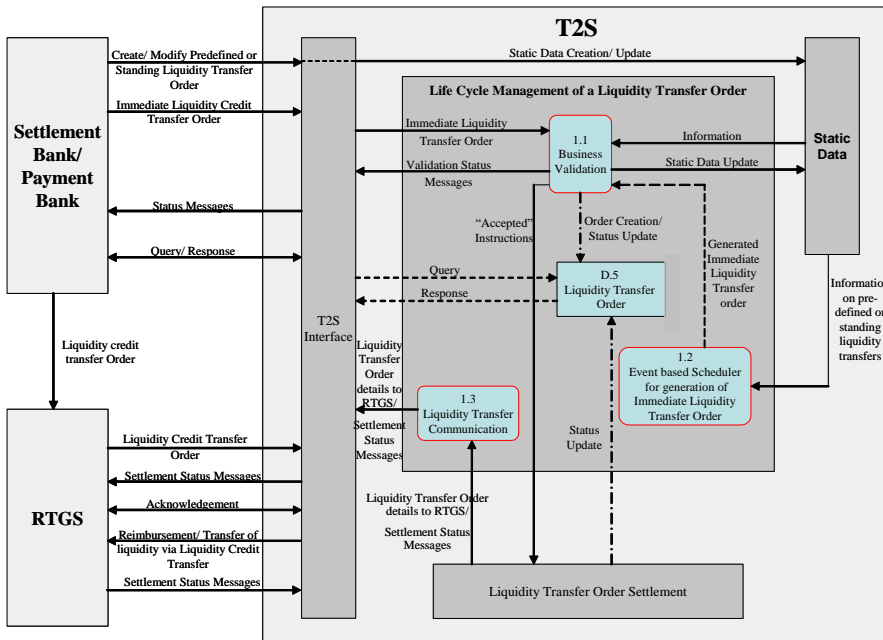 T2S
Create/ Modify Predefined or
Standing Liquidity Transfer
Order
Static Data Creation/ Update
Immediate Liquidity Credit
Transfer Order
Settlement
Bank/
Payment
Bank
Status Messages
Query/ Response
Life Cycle Management of a Liquidity Transfer Order
Immediate Liquidity
Transfer Order
1.1
Business
Validation
Information
Static Data Update
Static
Data
Validation Status
Messages
"Accepted"
Instructions
Order Creation/
Status Update
Generated
Immediate
Liquidity
Transfer
order
Query
Response
D.5
Liquidity Transfer
Order
Information
on pre-
defined or
standing
liquidity
transfers
T2S
Interface
Liquidity credit
transfer Order
Liquidity
Transfer
Order
details to
RTGS/
Settlement
Status
Messages
1.3
Liquidity Transfer
Communication
1.2
Event based Scheduler
for generation of
Immediate Liquidity
Transfer Order
Status
Update
RTGS
Liquidity Credit Transfer
Order
Settlement Status Messages
Acknowledgement
Reimbursement/ Transfer of
liquidity via Liquidity Credit
Transfer
Settlement Status Messages
Liquidity Transfer Order
details to RTGS/
Settlement Status
Messages
Liquidity Transfer Order Settlement